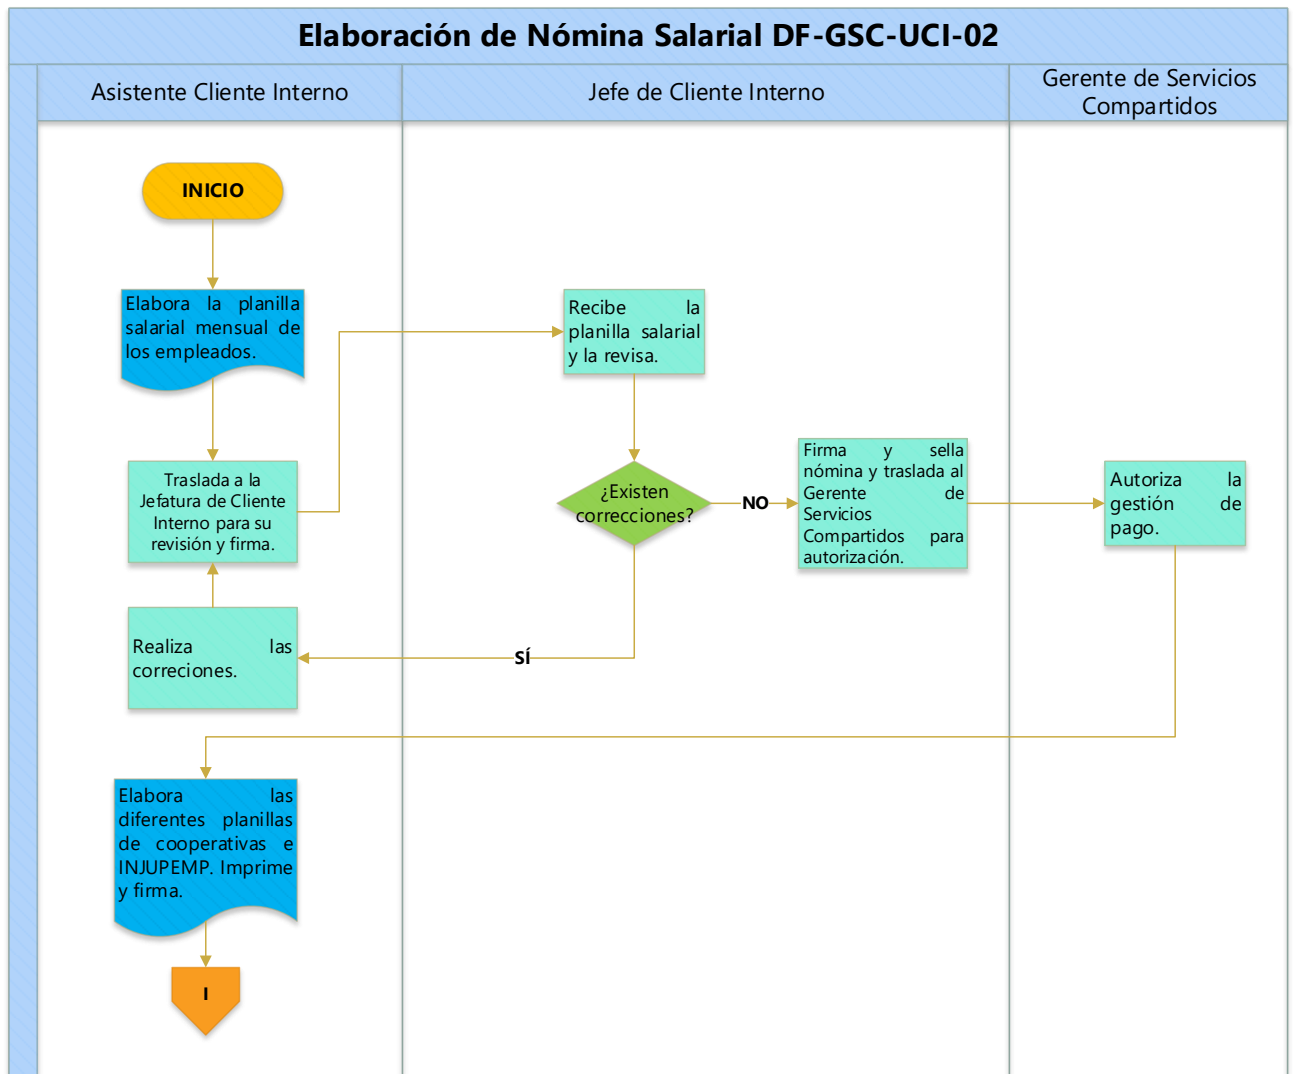 Elaboración de Nómina Salarial DF-GSC-UCI-02
Asistente Cliente Interno
Jefe de Cliente Interno
Gerente de Servicios
Compartidos
INICIO
Elabora la planilla
salarial mensual de
los empleados.
Recibe la
planilla salarial
y la revisa.
Traslada a la
Jefatura de Cliente
Interno para su
revisión y firma.
¿Existen
correcciones?
NO
Firma y sella
nómina y traslada al
Gerente de
Servicios
Compartidos para
autorización.
Autoriza la
gestión de
pago.
Realiza las
correciones.
SÍ
Elabora las
diferentes planillas
de cooperativas e
INJUPEMP. Imprime
y firma.
I